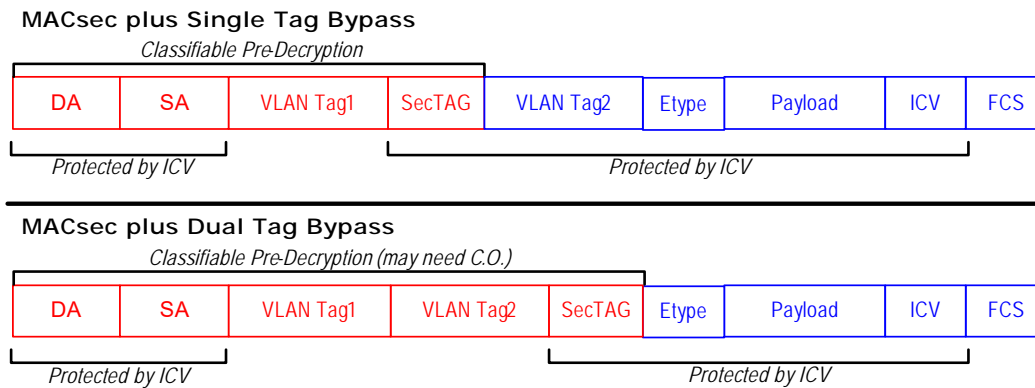 MACsec plus Single Tag Bypass
Classifiable Pre-Decryption
DA SA VLAN Tag1 SecTAG VLAN Tag2 Etype Payload ICV FCS
Protected by ICV Protected by ICV
MACsec plus Dual Tag Bypass
Classifiable Pre-Decryption (may need C.O.)
DA SA VLAN Tag1 VLAN Tag2 SecTAG Etype Payload ICV FCS
Protected by ICV Protected by ICV